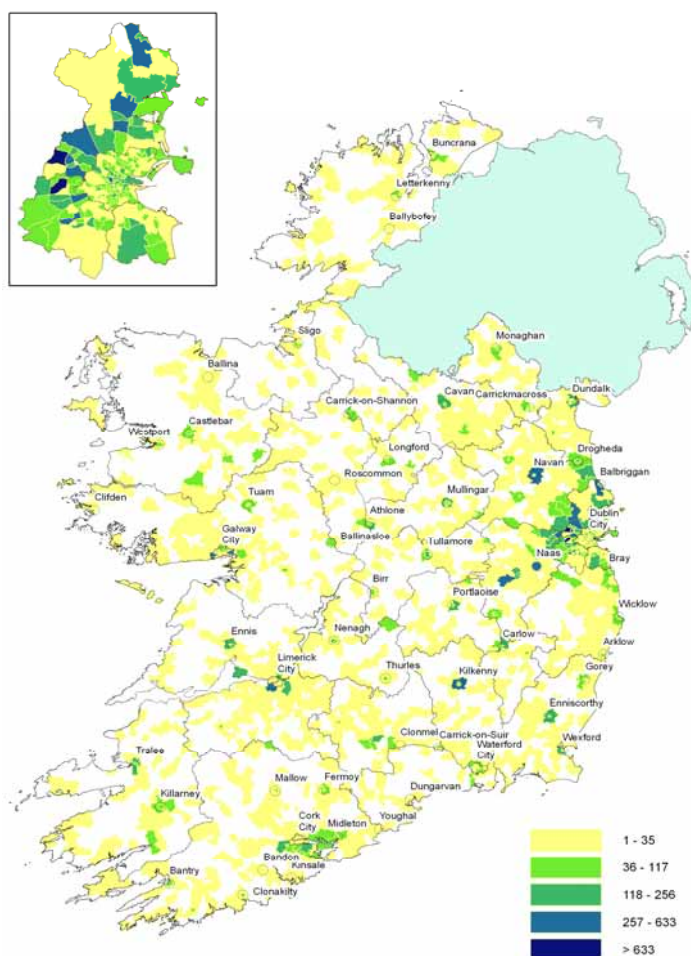 Buncrana
Letterkenny
Ballybofey
Sligo
Monaghan
Ballina
Cavan
Carrickmacross
Dundalk
Carrick-on-Shannon
Castlebar
Westport
Drogheda
Longford
Navan
Balbriggan
Roscommon
Mullingar
Tuam
Clifden
Athlone
Dublin
City
Galway
City
Ballinasloe
Tullamore
Naas
Bray
Birr
Portlaoise
Wicklow
Ennis
Nenagh
Carlow
Arklow
Limerick
City
Thurles
Kilkenny
Gorey
Enniscorthy
Clonmel
Carrick-on-Suir
Wexford
Tralee
Waterford
City
Mallow
Fermoy
Dungarvan
Killarney
Cork
City
Midleton
Youghal
Bandon
Kinsale
Bantry
Clonakilty
1 - 35
36 - 117
118 - 256
257 - 633
> 633